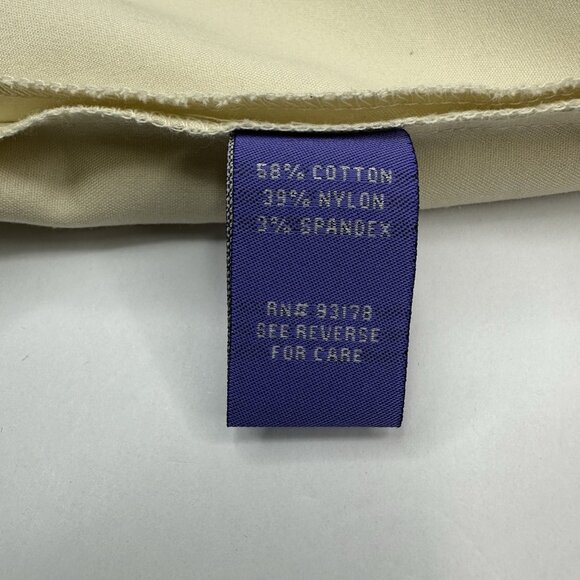 58% COTTON
39% NYLON
3% SPANDEX
RN# 93178
SEE REVERSE
FOR CARE